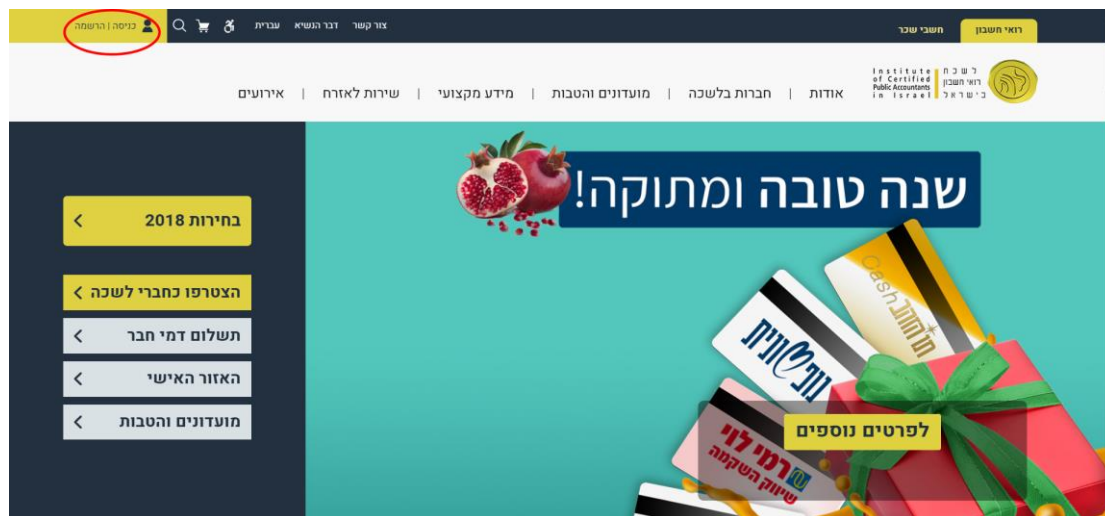 רואי חשבון
חשבי שכר
צור קשר
דבר הנשיא
עברית
כניסה | הרשמה
לשכת
רואי חשבון
בישראל
Institute
of Certified
Public Accountants
in Israel
אודות | חברות בלשכה | מועדונים והטבות | מידע מקצועי | שירות לאזרח | אירועים
שנה טובה ומתוקה!
בחירות 2018
הצטרפו כחברי לשכה
תשלום דמי חבר
האזור האישי
מועדונים והטבות
Cash
תו הזהב
נופשונית
לפרטים נוספים
רמי לוי
שיווק השקמה